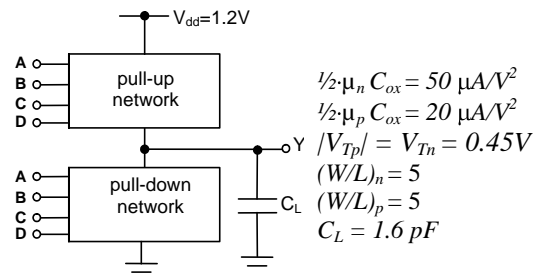 V_dd=1.2V
A
B
C
D
pull-up
network
Y
A
B
C
D
pull-down
network
C_L
½·μ_n C_ox = 50 μA/V²
½·μ_p C_ox = 20 μA/V²
|V_Tp| = V_Tn = 0.45V
(W/L)_n = 5
(W/L)_p = 5
C_L = 1.6 pF